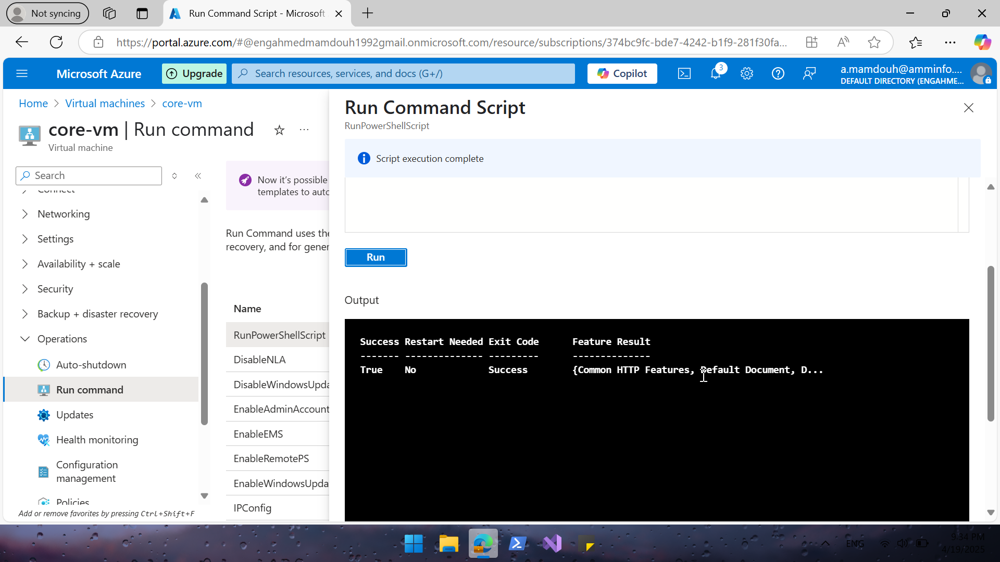 Not syncing
Run Command Script - Microsoft
https://portal.azure.com/#@engahmedmamdouh1992gmail.onmicrosoft.com/resource/subscriptions/374bc9fc-bde7-4242-b1f9-281f30fa...
Microsoft Azure
Upgrade
Search resources, services, and docs (G+/)
Copilot
3
a.mamdouh@amminfo....
DEFAULT DIRECTORY (ENGAHME...
Home > Virtual machines > core-vm
core-vm | Run command
Virtual machine
Search
Connect
Networking
Settings
Availability + scale
Security
Backup + disaster recovery
Operations
Auto-shutdown
Run command
Updates
Health monitoring
Configuration
management
Policies
Add or remove favorites by pressing Ctrl+Shift+F
Now it's possible
templates to auto
Run Command uses the
recovery, and for gener
Name
RunPowerShellScript
DisableNLA
DisableWindowsUpda
EnableAdminAccount
EnableEMS
EnableRemotePS
EnableWindowsUpda
IPConfig
Run Command Script
RunPowerShellScript
Script execution complete
Run
Output
Success Restart Needed Exit Code      Feature Result
------- -------------- ---------      --------------
True    No             Success        {Common HTTP Features, Default Document, D...
ENG
9:34 PM
4/19/2025